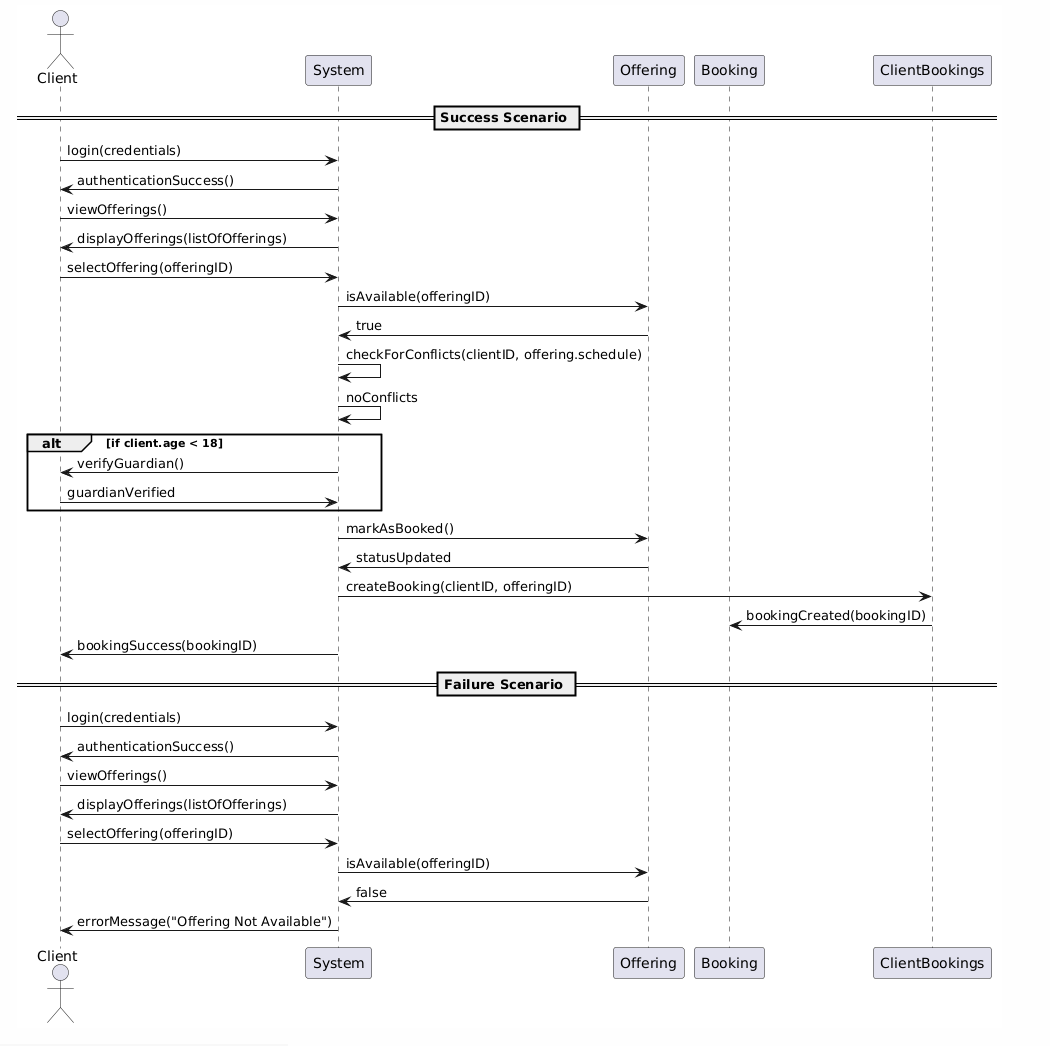 Client
System
Offering
Booking
ClientBookings
Success Scenario
login(credentials)
authenticationSuccess()
viewOfferings()
displayOfferings(listOfOfferings)
selectOffering(offeringID)
isAvailable(offeringID)
true
checkForConflicts(clientID, offering.schedule)
noConflicts
alt [if client.age < 18]
verifyGuardian()
guardianVerified
markAsBooked()
statusUpdated
createBooking(clientID, offeringID)
bookingCreated(bookingID)
bookingSuccess(bookingID)
Failure Scenario
login(credentials)
authenticationSuccess()
viewOfferings()
displayOfferings(listOfOfferings)
selectOffering(offeringID)
isAvailable(offeringID)
false
errorMessage("Offering Not Available")
Client
System
Offering
Booking
ClientBookings